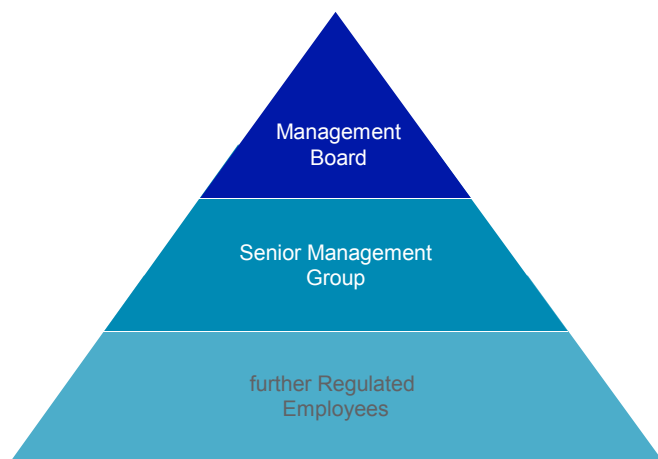 Management
Board
Senior Management
Group
further Regulated
Employees